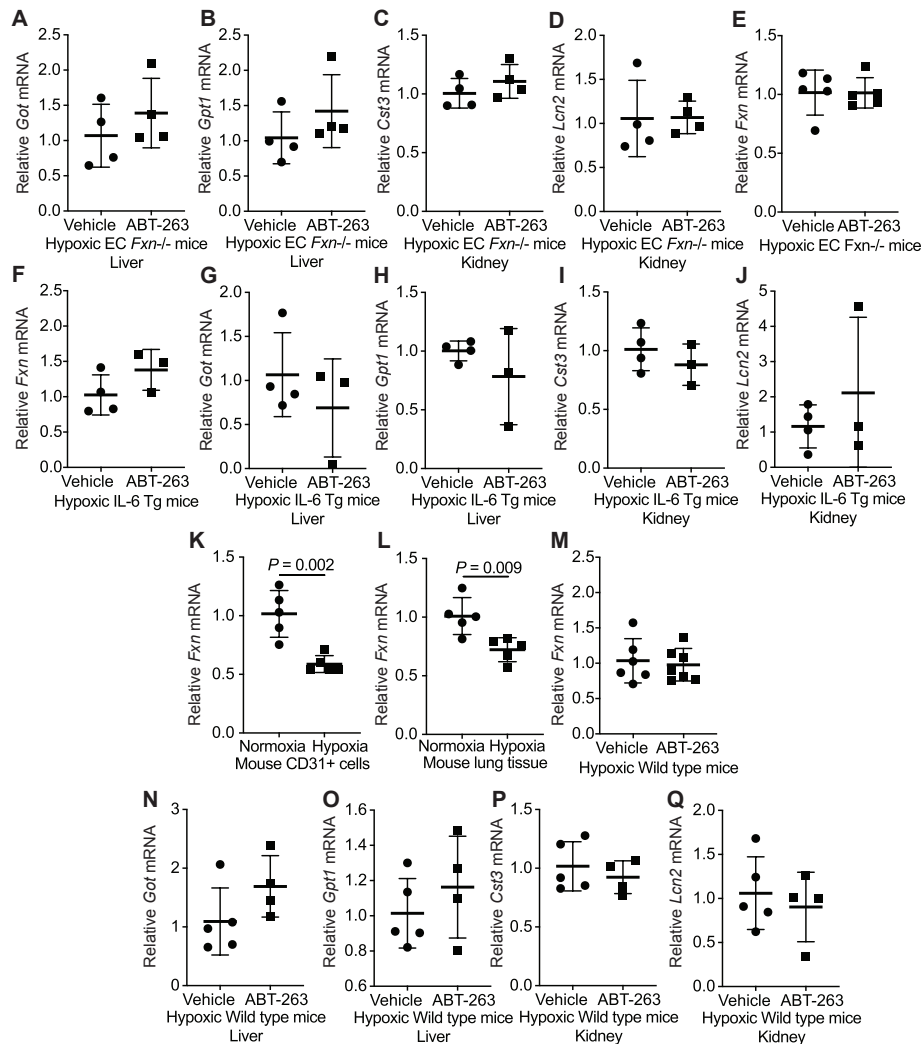 A
Relative Got mRNA
2.5
2.0
1.5
1.0
0.5
0.0
Vehicle ABT-263
Hypoxic EC Fxn-/- mice
Liver
B
Relative Gpt1 mRNA
2.5
2.0
1.5
1.0
0.5
0.0
Vehicle ABT-263
Hypoxic EC Fxn-/- mice
Liver
C
Relative Cst3 mRNA
1.5
1.0
0.5
0.0
Vehicle ABT-263
Hypoxic EC Fxn-/- mice
Kidney
D
Relative Lcn2 mRNA
2.0
1.5
1.0
0.5
0.0
Vehicle ABT-263
Hypoxic EC Fxn-/- mice
Kidney
E
Relative Fxn mRNA
1.5
1.0
0.5
0.0
Vehicle ABT-263
Hypoxic EC Fxn-/- mice
F
Relative Fxn mRNA
2.0
1.5
1.0
0.5
0.0
Vehicle ABT-263
Hypoxic IL-6 Tg mice
G
Relative Got mRNA
2.0
1.5
1.0
0.5
0.0
Vehicle ABT-263
Hypoxic IL-6 Tg mice
Liver
H
Relative Gpt1 mRNA
1.5
1.0
0.5
0.0
Vehicle ABT-263
Hypoxic IL-6 Tg mice
Liver
I
Relative Cst3 mRNA
1.5
1.0
0.5
0.0
Vehicle ABT-263
Hypoxic IL-6 Tg mice
Kidney
J
Relative Lcn2 mRNA
5
4
3
2
1
0
Vehicle ABT-263
Hypoxic IL-6 Tg mice
Kidney
K
Relative Fxn mRNA
1.5
1.0
0.5
0.0
P = 0.002
Normoxia Hypoxia
Mouse CD31+ cells
L
Relative Fxn mRNA
1.5
1.0
0.5
0.0
P = 0.009
Normoxia Hypoxia
Mouse lung tissue
M
Relative Fxn mRNA
2.0
1.5
1.0
0.5
0.0
Vehicle ABT-263
Hypoxic Wild type mice
N
Relative Got mRNA
3
2
1
0
Vehicle ABT-263
Hypoxic Wild type mice
Liver
O
Relative Gpt1 mRNA
1.6
1.4
1.2
1.0
0.8
0.6
Vehicle ABT-263
Hypoxic Wild type mice
Liver
P
Relative Cst3 mRNA
1.5
1.0
0.5
0.0
Vehicle ABT-263
Hypoxic Wild type mice
Kidney
Q
Relative Lcn2 mRNA
2.0
1.5
1.0
0.5
0.0
Vehicle ABT-263
Hypoxic Wild type mice
Kidney